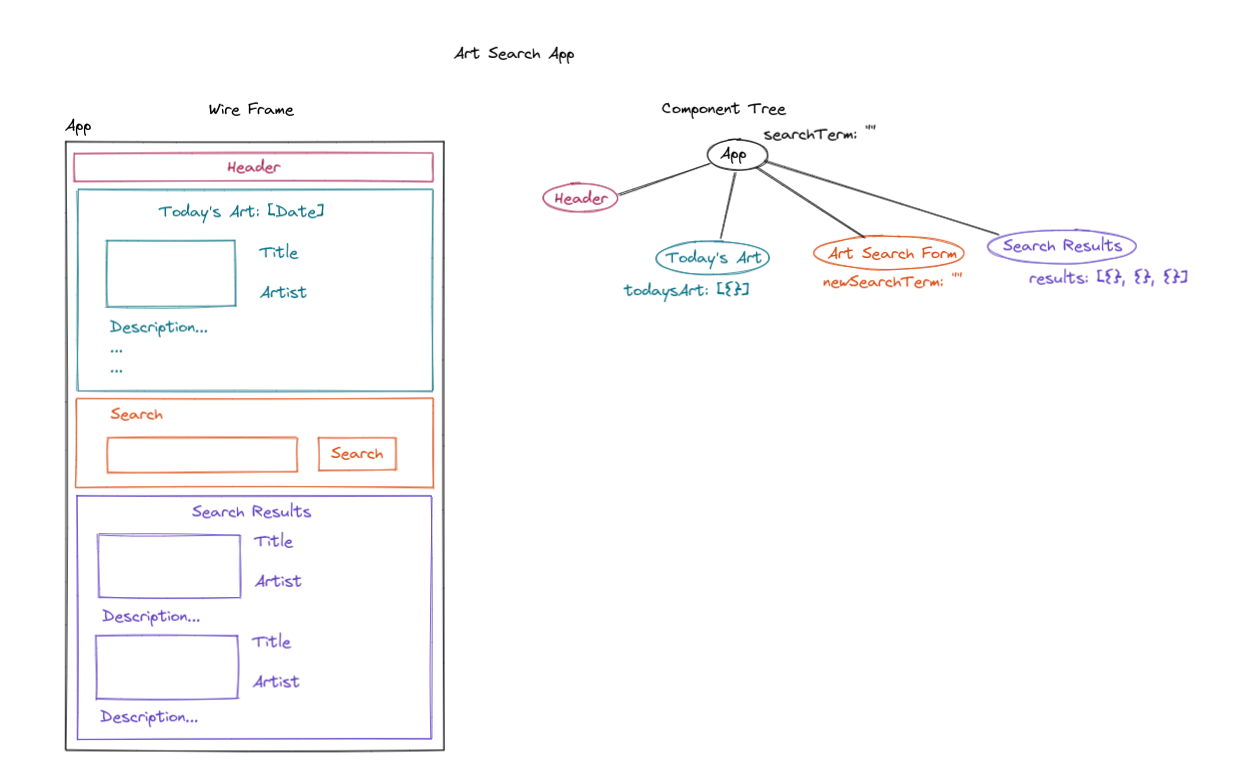 Art Search App
Wire Frame
App
Header
Today's Art: [Date]
Title
Artist
Description...
...
...
Search
Search
Search Results
Title
Artist
Description...
Title
Artist
Description...
Component Tree
searchTerm: ""
App
Header
Today's Art
todaysArt: [{}]
Art Search Form
newSearchTerm: ""
Search Results
results: [{}, {}, {}]